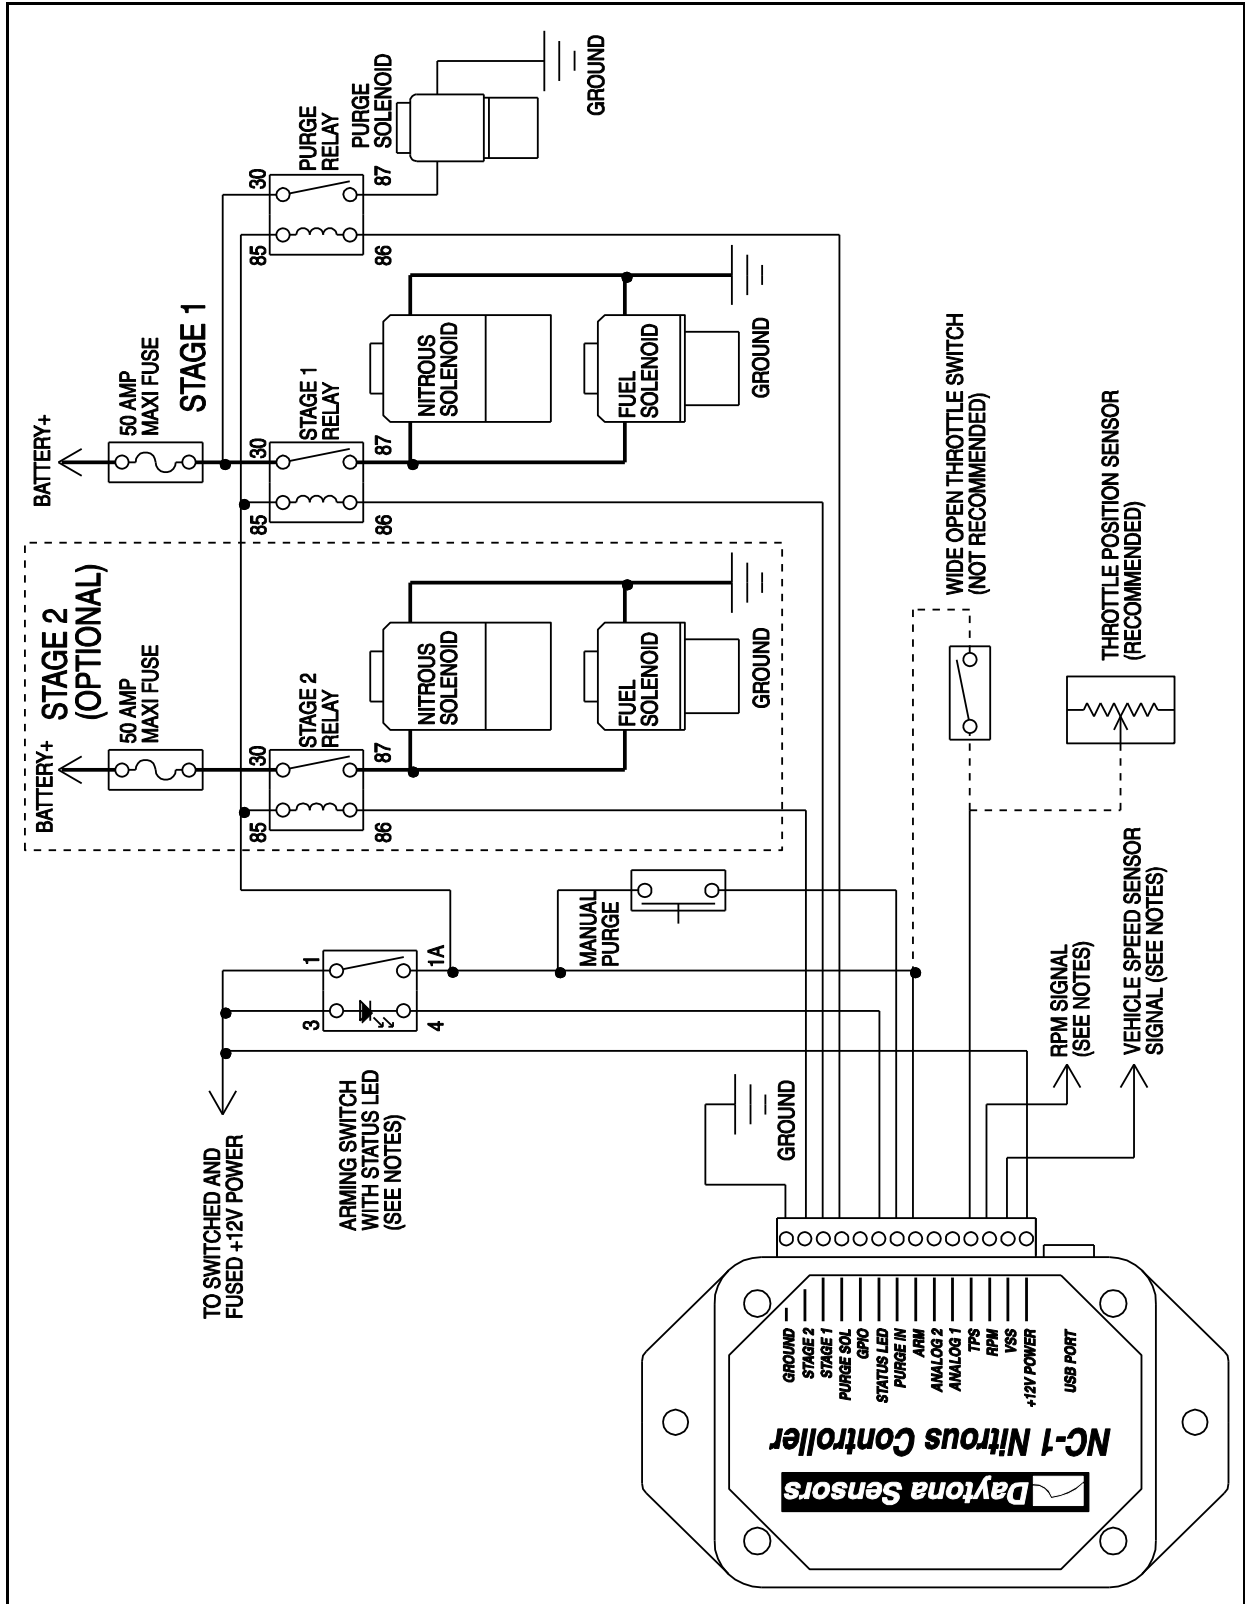 GROUND
PURGE
SOLENOID
PURGE
RELAY
30
87
85
86
STAGE 1
50 AMP
MAXI FUSE
BATTERY+
STAGE 1
RELAY
30
87
85
86
NITROUS
SOLENOID
FUEL
SOLENOID
GROUND
STAGE 2
(OPTIONAL)
50 AMP
MAXI FUSE
BATTERY+
STAGE 2
RELAY
30
87
85
86
NITROUS
SOLENOID
FUEL
SOLENOID
GROUND
WIDE OPEN THROTTLE SWITCH
(NOT RECOMMENDED)
THROTTLE POSITION SENSOR
(RECOMMENDED)
MANUAL
PURGE
1
1A
3
4
ARMING SWITCH
WITH STATUS LED
(SEE NOTES)
TO SWITCHED AND
FUSED +12V POWER
RPM SIGNAL
(SEE NOTES)
VEHICLE SPEED SENSOR
SIGNAL (SEE NOTES)
GROUND
GROUND
STAGE 2
STAGE 1
PURGE SOL
GPIO
STATUS LED
PURGE IN
ARM
ANALOG 2
ANALOG 1
TPS
RPM
VSS
+12V POWER
USB PORT
NC-1 Nitrous Controller
Daytona Sensors